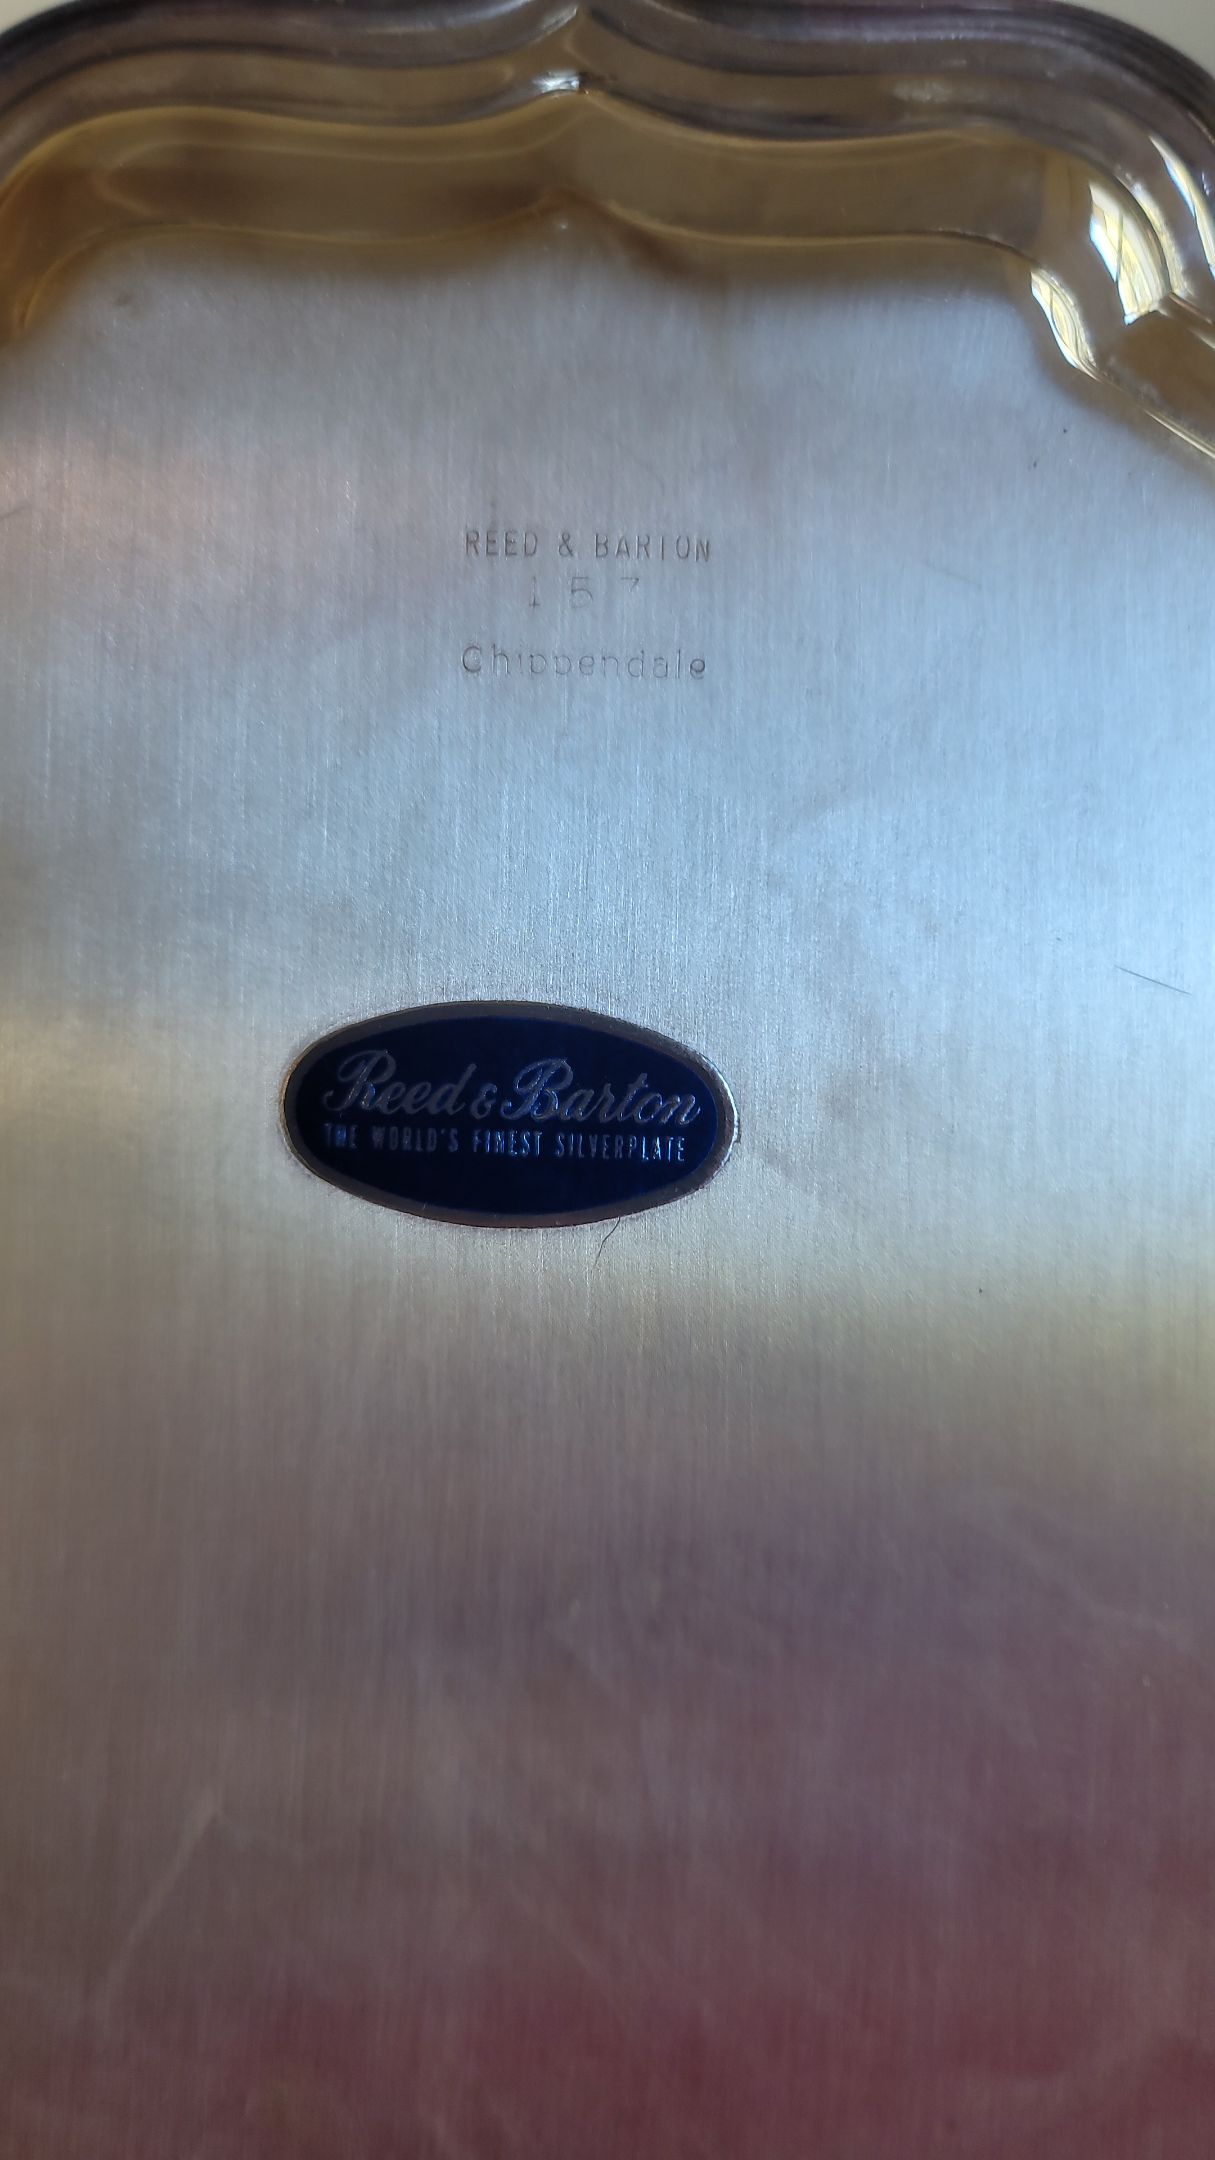 REED & BARTON
157
Chippendale
Reed & Barton
THE WORLD'S FINEST SILVERPLATE